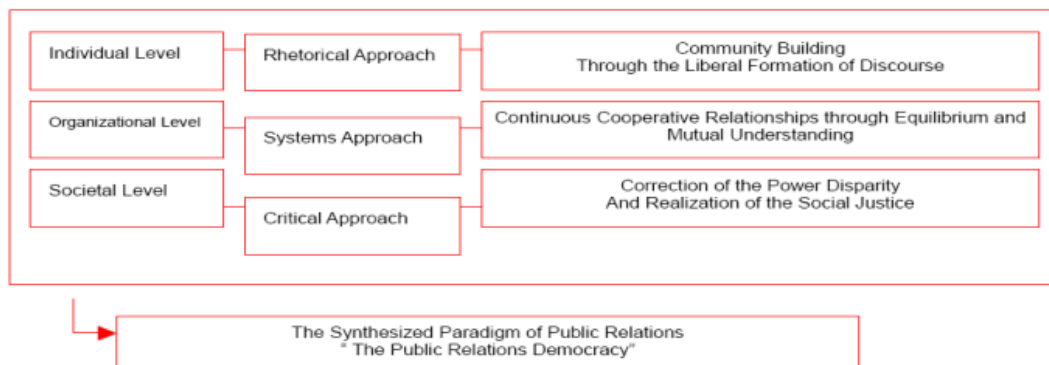 Individual Level
Rhetorical Approach
Community Building
Through the Liberal Formation of Discourse
Organizational Level
Systems Approach
Continuous Cooperative Relationships through Equilibrium and
Mutual Understanding
Societal Level
Critical Approach
Correction of the Power Disparity
And Realization of the Social Justice
The Synthesized Paradigm of Public Relations
“ The Public Relations Democracy”